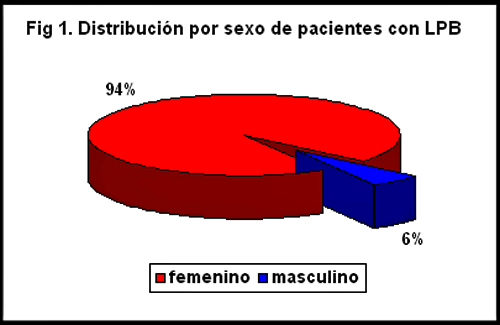 Fig 1. Distribución por sexo de pacientes con LPB
94%
6%
femenino masculino